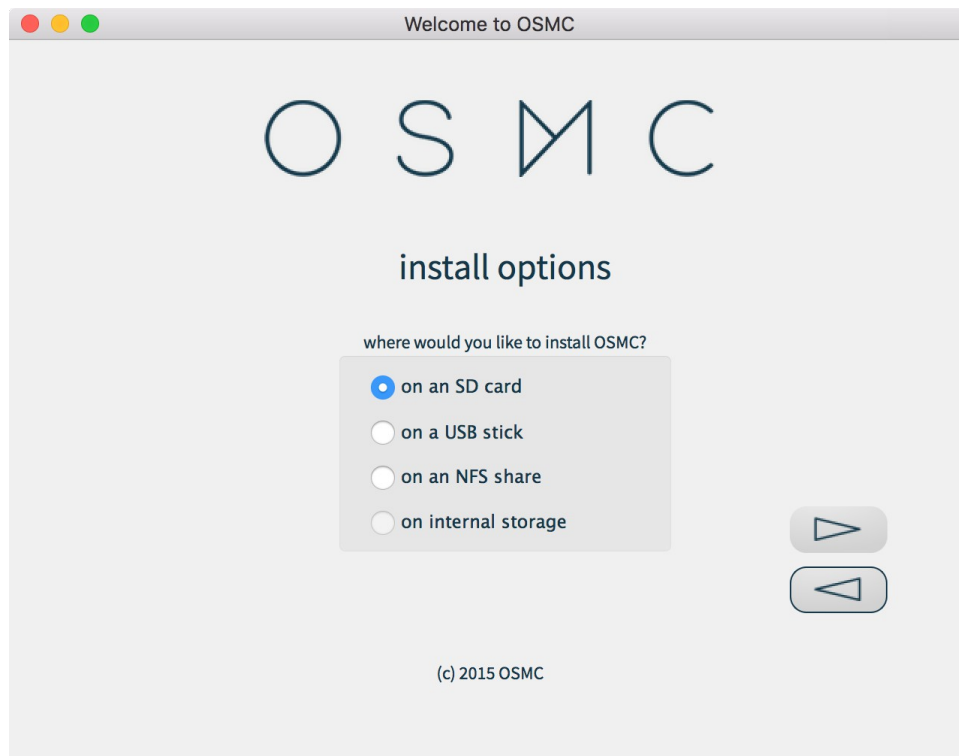 Welcome to OSMC
OSMC
install options
where would you like to install OSMC?
on an SD card
on a USB stick
on an NFS share
on internal storage
(c) 2015 OSMC